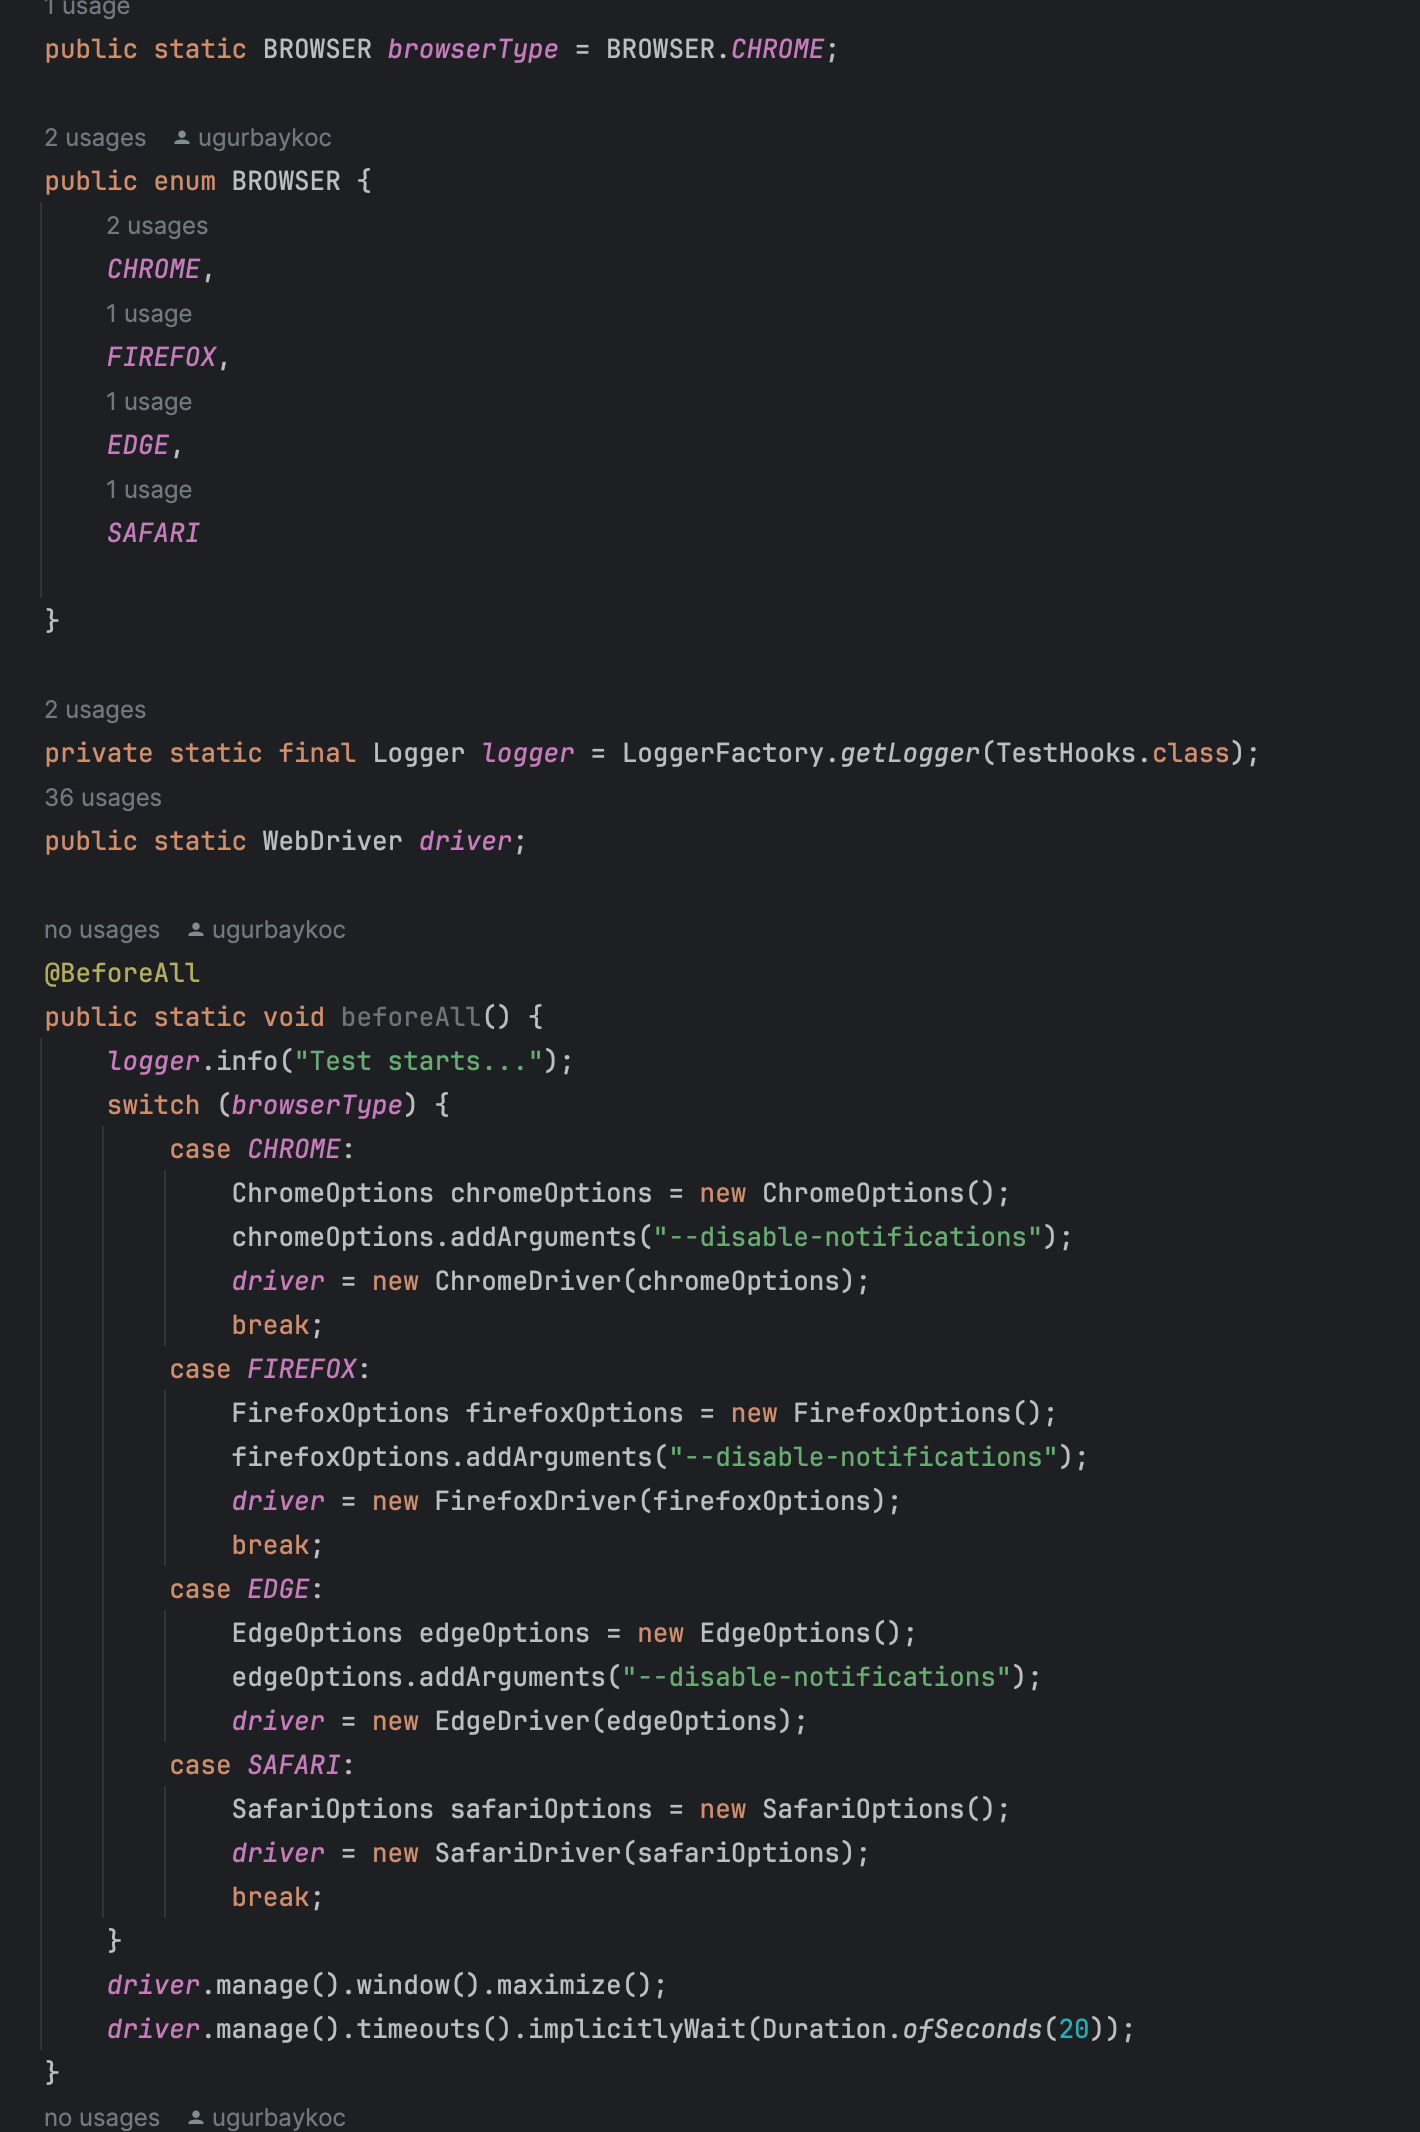 1 usage
public static BROWSER browserType = BROWSER.CHROME;
2 usages ugurbaykoc
public enum BROWSER {
2 usages
CHROME,
1 usage
FIREFOX,
1 usage
EDGE,
1 usage
SAFARI
}
2 usages
private static final Logger logger = LoggerFactory.getLogger(TestHooks.class);
36 usages
public static WebDriver driver;
no usages ugurbaykoc
@BeforeAll
public static void beforeAll() {
logger.info("Test starts...");
switch (browserType) {
case CHROME:
ChromeOptions chromeOptions = new ChromeOptions();
chromeOptions.addArguments("--disable-notifications");
driver = new ChromeDriver(chromeOptions);
break;
case FIREFOX:
FirefoxOptions firefoxOptions = new FirefoxOptions();
firefoxOptions.addArguments("--disable-notifications");
driver = new FirefoxDriver(firefoxOptions);
break;
case EDGE:
EdgeOptions edgeOptions = new EdgeOptions();
edgeOptions.addArguments("--disable-notifications");
driver = new EdgeDriver(edgeOptions);
case SAFARI:
SafariOptions safariOptions = new SafariOptions();
driver = new SafariDriver(safariOptions);
break;
}
driver.manage().window().maximize();
driver.manage().timeouts().implicitlyWait(Duration.ofSeconds(20));
}
no usages ugurbaykoc